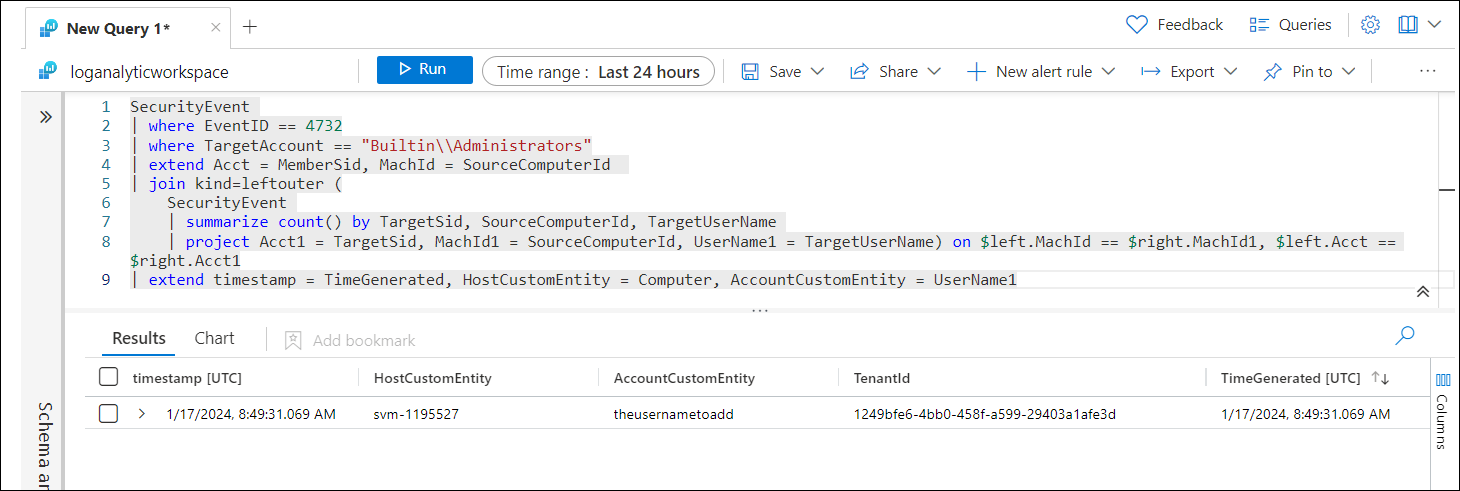 New Query 1*
Feedback Queries
loganalyticworkspace Run Time range : Last 24 hours Save Share New alert rule Export Pin to ...
1 SecurityEvent
2 | where EventID == 4732
3 | where TargetAccount == "Builtin\\Administrators"
4 | extend Acct = MemberSid, MachId = SourceComputerId
5 | join kind=leftouter (
6 SecurityEvent
7 | summarize count() by TargetSid, SourceComputerId, TargetUserName
8 | project Acct1 = TargetSid, MachId1 = SourceComputerId, UserName1 = TargetUserName) on $left.MachId == $right.MachId1, $left.Acct ==
$right.Acct1
9 | extend timestamp = TimeGenerated, HostCustomEntity = Computer, AccountCustomEntity = UserName1
Results Chart Add bookmark
timestamp [UTC] HostCustomEntity AccountCustomEntity TenantId TimeGenerated [UTC]
1/17/2024, 8:49:31.069 AM svm-1195527 theusernametoadd 1249bfe6-4bb0-458f-a599-29403a1afe3d 1/17/2024, 8:49:31.069 AM
Schema
Columns